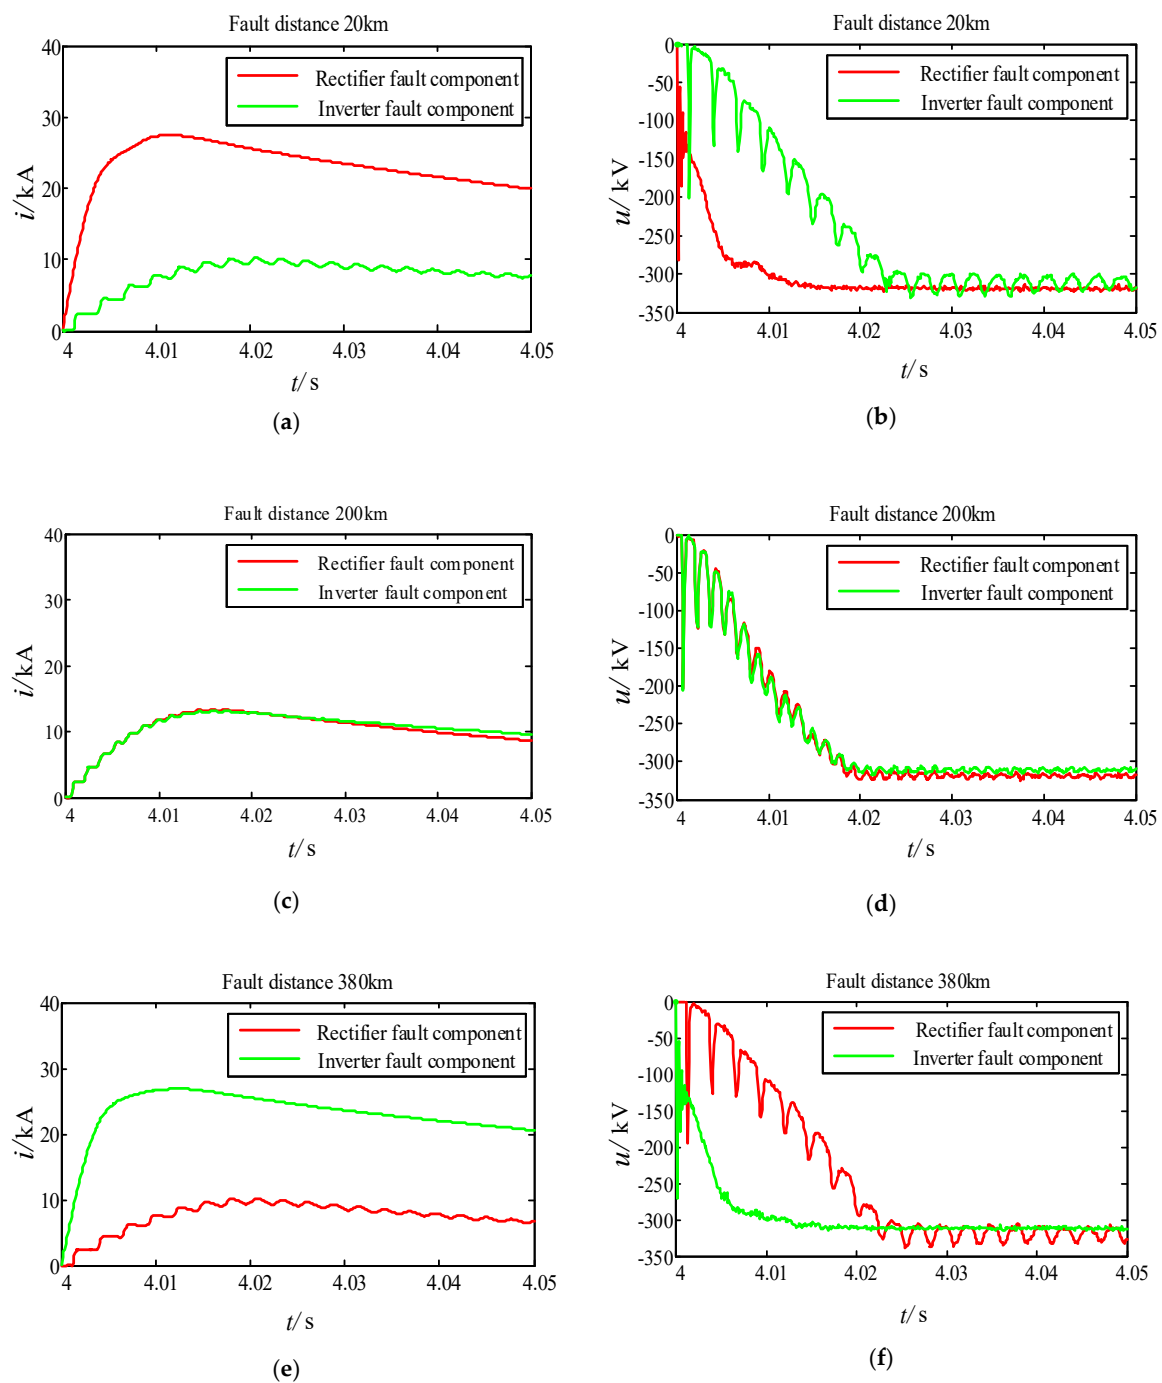 Fault distance 20km
40
30
20
10
0
i/kA
Rectifier fault component
Inverter fault component
4 4.01 4.02 4.03 4.04 4.05
t/ s
(a)
Fault distance 20km
0
-50
-100
-150
-200
-250
-300
-350
u/ kV
Rectifier fault component
Inverter fault component
4 4.01 4.02 4.03 4.04 4.05
t/ s
(b)
Fault distance 200km
40
30
20
10
0
i/kA
Rectifier fault component
Inverter fault component
4 4.01 4.02 4.03 4.04 4.05
t/ s
(c)
Fault distance 200km
0
-50
-100
-150
-200
-250
-300
-350
u/ kV
Rectifier fault component
Inverter fault component
4 4.01 4.02 4.03 4.04 4.05
t/ s
(d)
Fault distance 380km
40
30
20
10
0
i/kA
Rectifier fault component
Inverter fault component
4 4.01 4.02 4.03 4.04 4.05
t/ s
(e)
Fault distance 380km
0
-50
-100
-150
-200
-250
-300
-350
u/ kV
Rectifier fault component
Inverter fault component
4 4.01 4.02 4.03 4.04 4.05
t/ s
(f)